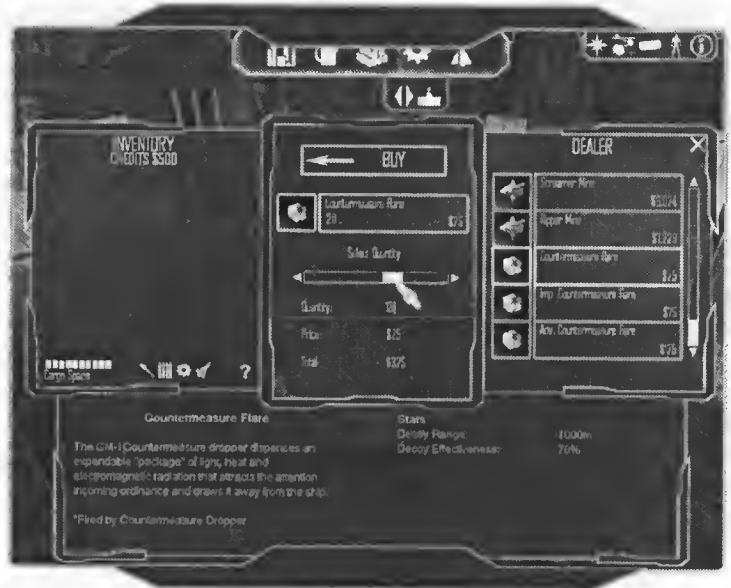 INVENTORY
CREDITS $500
Cargo Space
?
BUY
Countermeasure Flare
$25
Select Quantity
Quantity:
Price: $25
Total: $325
DEALER
X
Screamer Mine
Ripper Mine
Countermeasure Flare
$25
Imp. Countermeasure Flare
$75
Adv. Countermeasure Flare
Countermeasure Flare
The CM-1 Countermeasure dropper dispenses an
expendable "package" of light, heat and
electromagnetic radiation that attracts the attention
incoming ordinance and draws it away from the ship.
*Fired by Countermeasure Dropper
Stats
Decoy Range: 1000m
Decoy Effectiveness: 70%